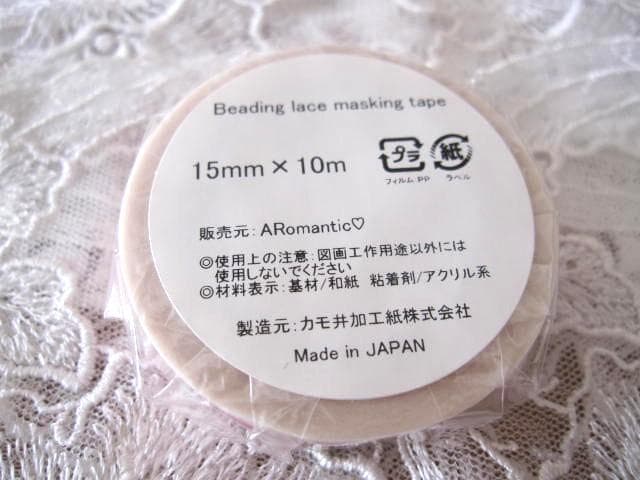 Beading lace masking tape
15mm×10m
プラ 紙
フィルム:PP ラベル
販売元:ARomantic♡
◎使用上の注意:図画工作用途以外には
使用しないでください
◎材料表示:基材/和紙 粘着剤/アクリル系
製造元:カモ井加工紙株式会社
Made in JAPAN